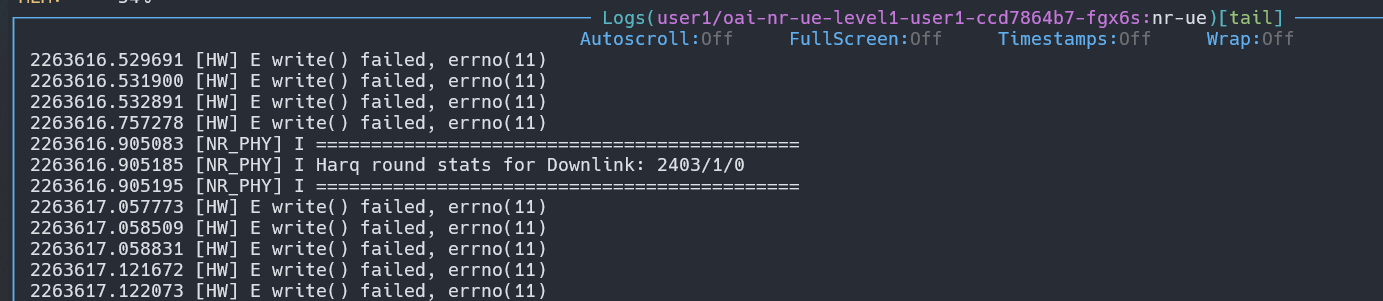 Logs(user1/oai-nr-ue-level1-user1-ccd7864b7-fgx6s:nr-ue)[tail]
Autoscroll:Off FullScreen:Off Timestamps:Off Wrap:Off
2263616.529691 [HW] E write() failed, errno(11)
2263616.531900 [HW] E write() failed, errno(11)
2263616.532891 [HW] E write() failed, errno(11)
2263616.757278 [HW] E write() failed, errno(11)
2263616.905083 [NR_PHY] I ============================================
2263616.905185 [NR_PHY] I Harq round stats for Downlink: 2403/1/0
2263616.905195 [NR_PHY] I ============================================
2263617.057773 [HW] E write() failed, errno(11)
2263617.058509 [HW] E write() failed, errno(11)
2263617.058831 [HW] E write() failed, errno(11)
2263617.121672 [HW] E write() failed, errno(11)
2263617.122073 [HW] E write() failed, errno(11)